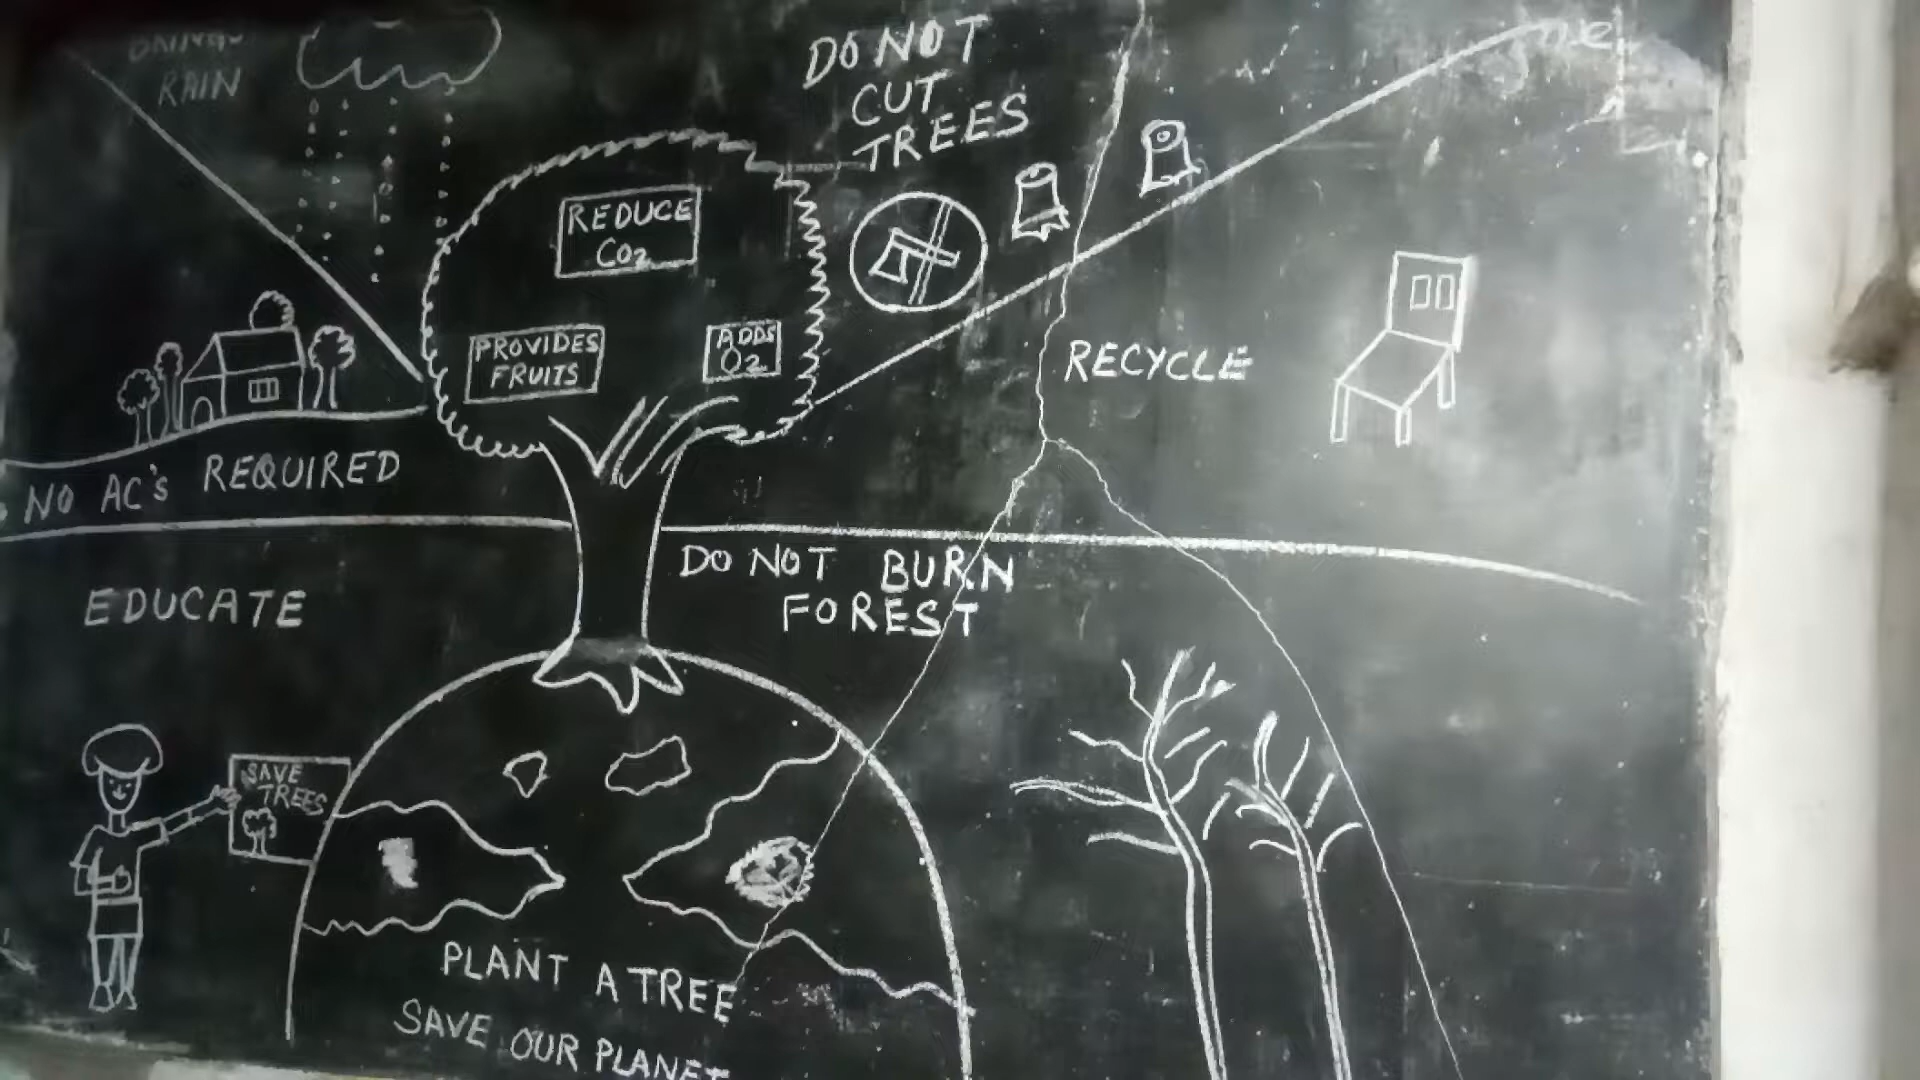 BRINGS
RAIN
DO NOT
CUT
TREES
REDUCE
CO2
PROVIDES
FRUITS
ADDS
O2
RECYCLE
NO AC's REQUIRED
DO NOT BURN
FOREST
EDUCATE
SAVE
TREES
PLANT A TREE
SAVE OUR PLANET